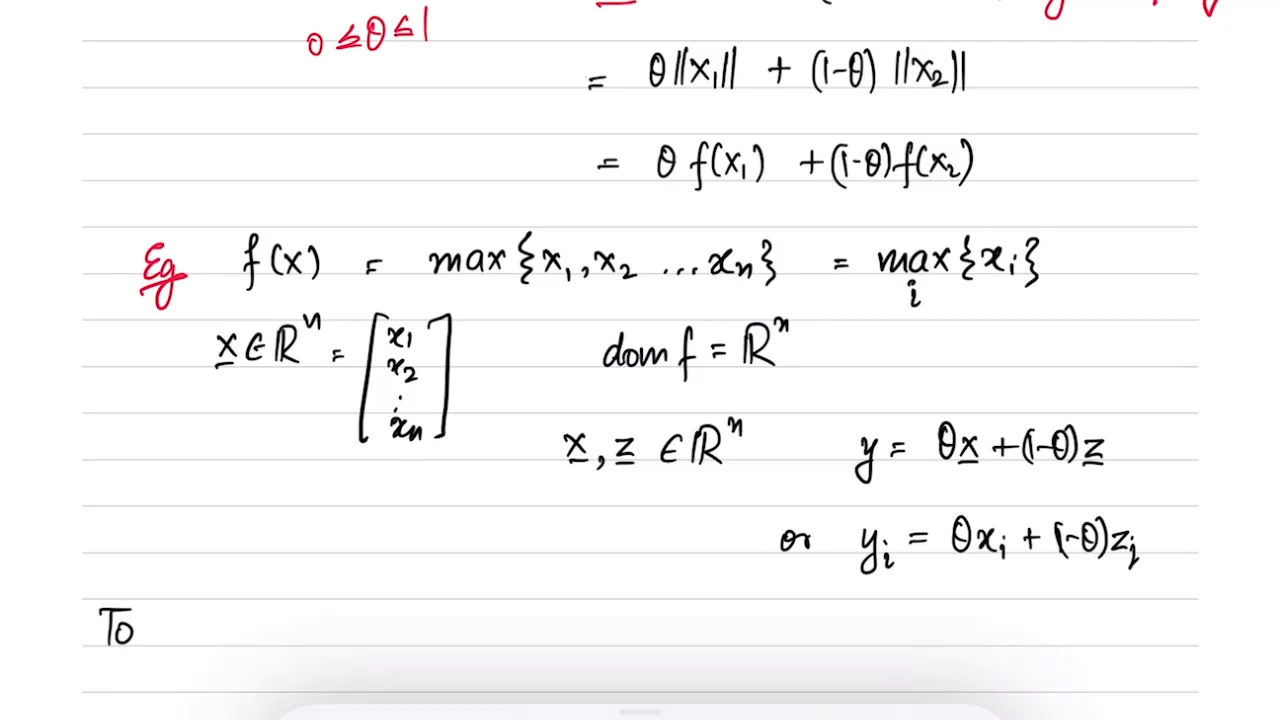 0 ≤ θ ≤ 1
= θ||x₁|| + (1-θ) ||x₂||
= θ f(x₁) + (1-θ)f(x₂)
Eg f(x) = max{x₁, x₂ ... xₙ} = max{xᵢ}
i
x ∈ ℝⁿ = [x₁ x₂ ⋮ xₙ] dom f = ℝⁿ
x, z ∈ ℝⁿ y = θx + (1-θ)z
or yᵢ = θxᵢ + (1-θ)zᵢ
To